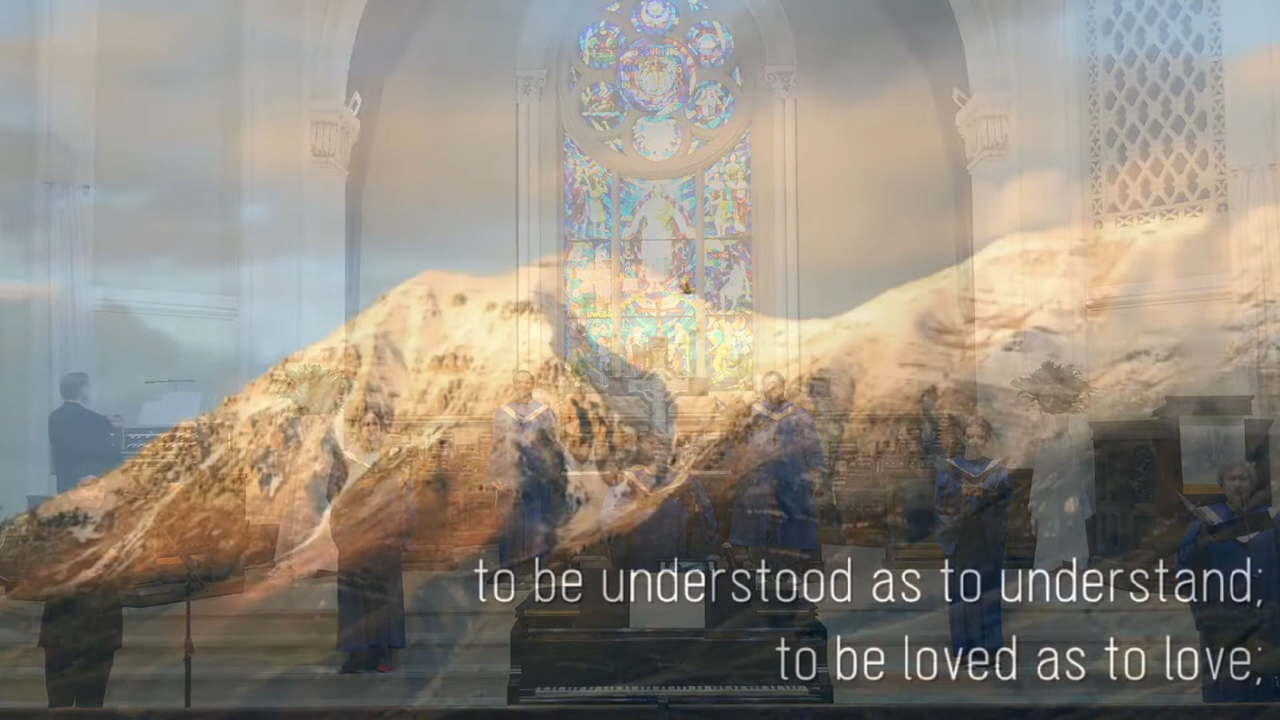 to be understood as to understand;
to be loved as to love;